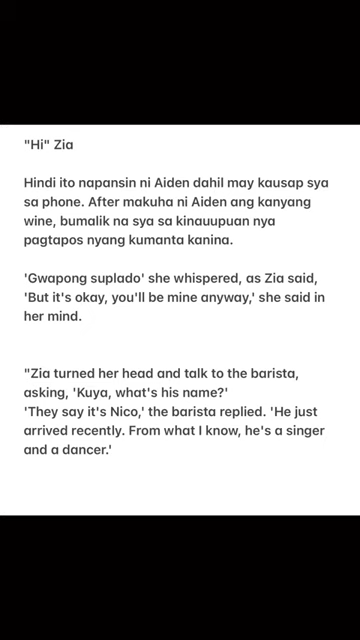 "Hi" Zia
Hindi ito napansin ni Aiden dahil may kausap sya
sa phone. After makuha ni Aiden ang kanyang
wine, bumalik na sya sa kinauupuan nya
pagtapos nyang kumanta kanina.
'Gwapong suplado' she whispered, as Zia said,
'But it's okay, you'll be mine anyway,' she said in
her mind.
"Zia turned her head and talk to the barista,
asking, 'Kuya, what's his name?'
'They say it's Nico,' the barista replied. 'He just
arrived recently. From what I know, he's a singer
and a dancer.'